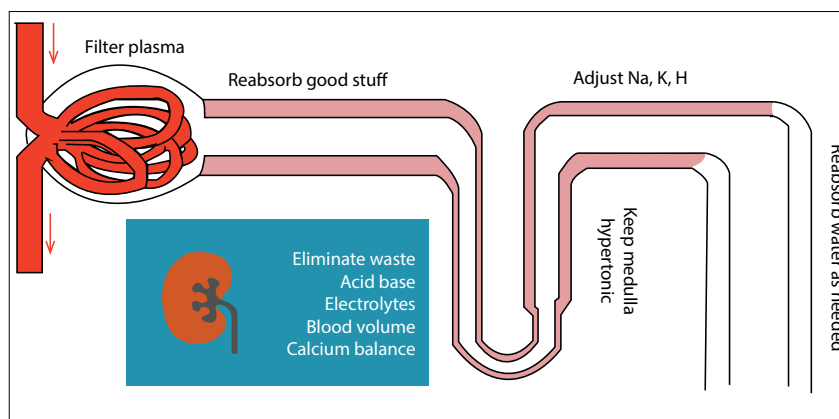 Filter plasma
Reabsorb good stuff
Adjust Na, K, H
Reabsorb water as needed
Keep medulla
hypertonic
Eliminate waste
Acid base
Electrolytes
Blood volume
Calcium balance